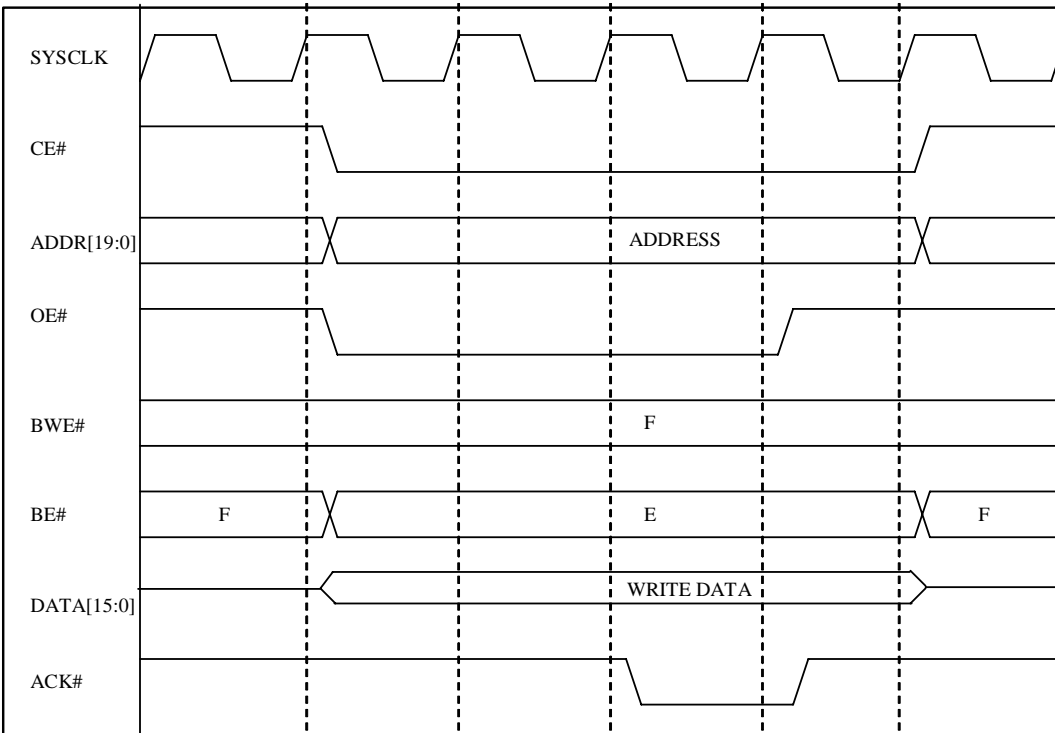 SYSCLK
CE#
ADDR[19:0] ADDRESS
OE#
BWE# F
BE# F E F
DATA[15:0] WRITE DATA
ACK#